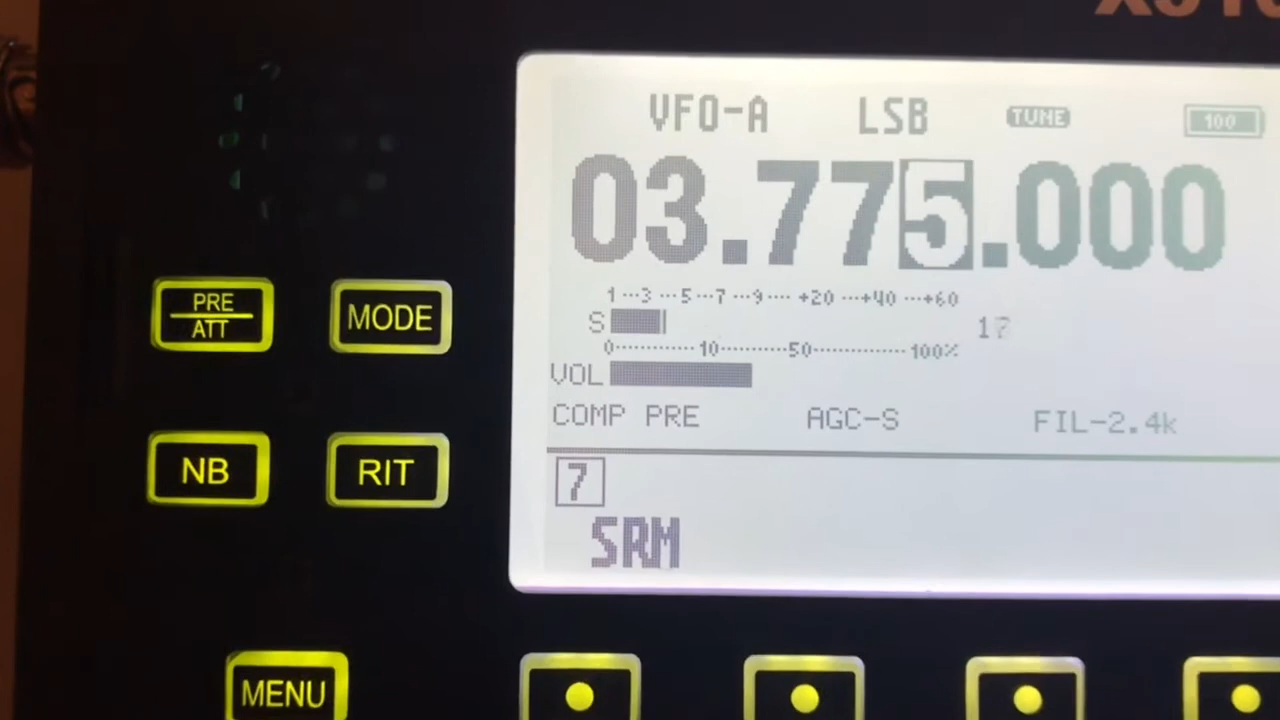 VFO-A LSB TUNE 100
03.775.000
1···3···5···7···9···· +20 ···+40 ···+60
S
0·········10·········50············100%
VOL
COMP PRE AGC-S FIL-2.4k
7
SRM
PRE
ATT
MODE
NB
RIT
MENU